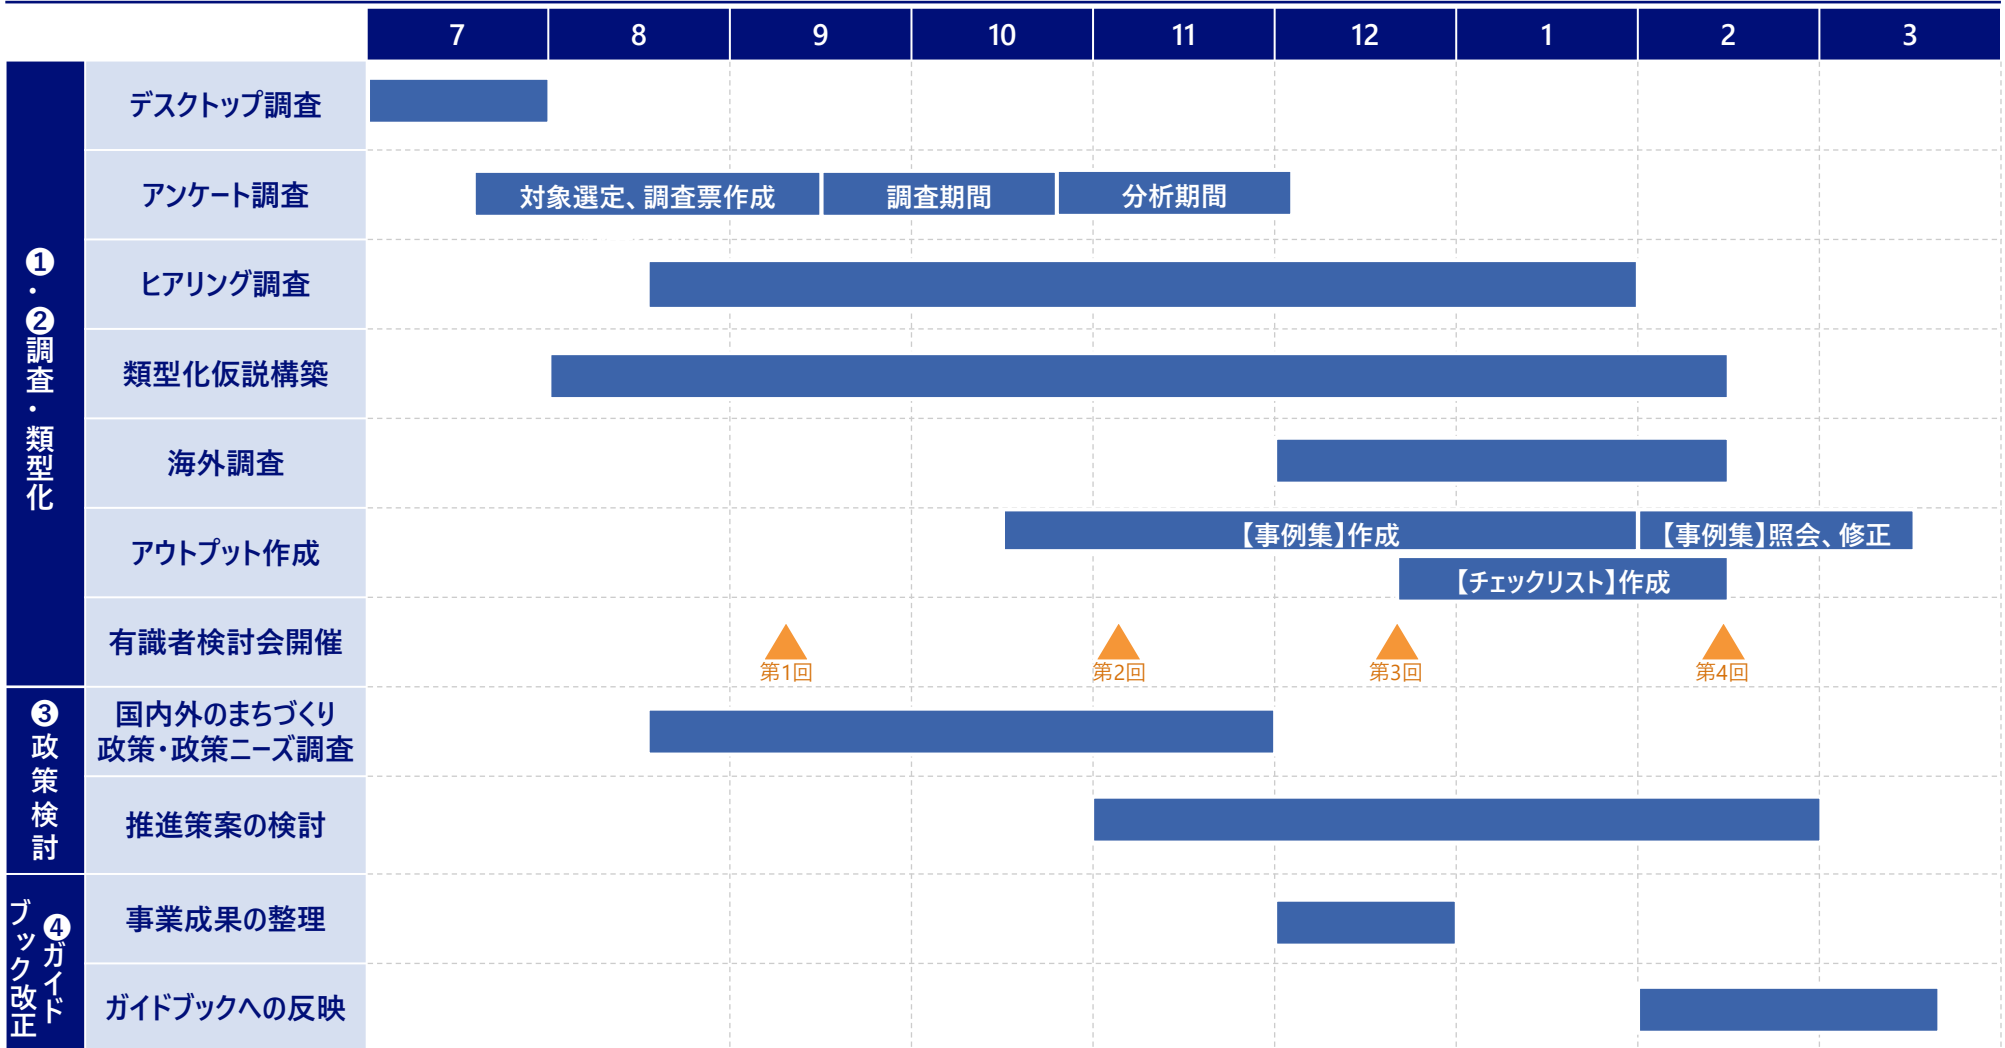 7 8 9 10 11 12 1 2 3
❶・❷調査・類型化
デスクトップ調査
アンケート調査
対象選定、調査票作成
調査期間
分析期間
ヒアリング調査
類型化仮説構築
海外調査
アウトプット作成
【事例集】作成
【事例集】照会、修正
【チェックリスト】作成
有識者検討会開催
第1回
第2回
第3回
第4回
❸政策検討
国内外のまちづくり
政策・政策ニーズ調査
推進策案の検討
❹ガイド
ブック改正
事業成果の整理
ガイドブックへの反映